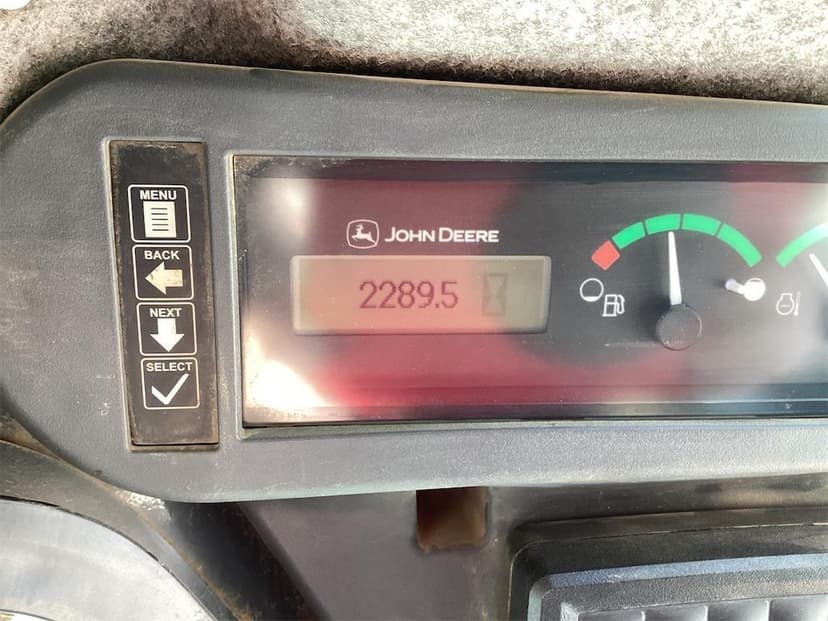 MENU
BACK
NEXT
SELECT
JOHN DEERE
2289.5